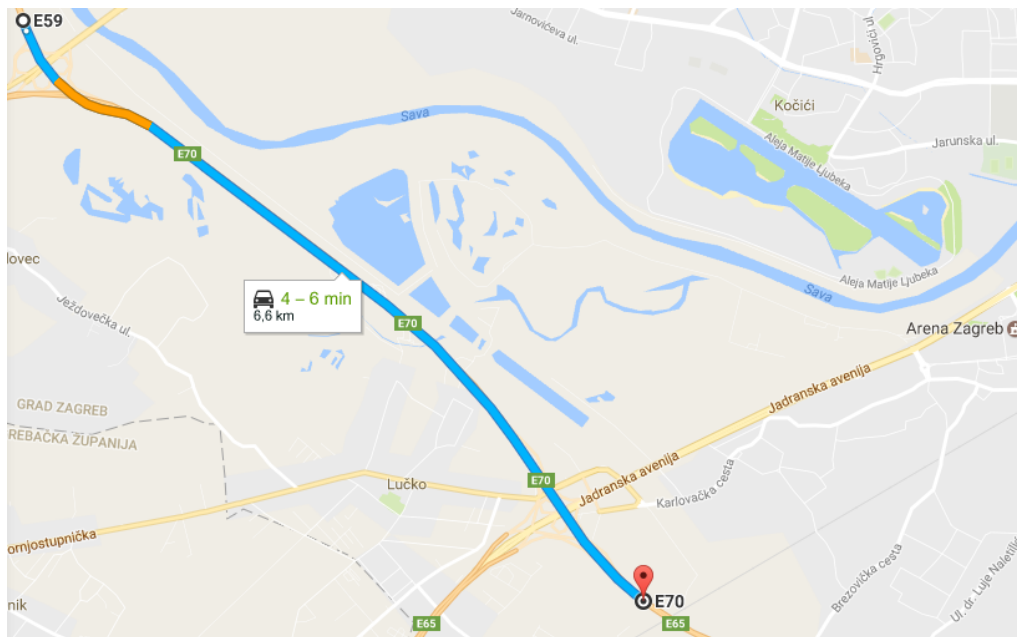 E59
Jarnovićeva ul.
Hrgovići ul
Kočići
Sava
Aleja Matije Ljubeka
Jarunska ul.
E70
lovec
Ježdovečka ul.
4 – 6 min
6,6 km
E70
Aleja Matije Ljubeka
Sava
Arena Zagreb
Jadranska avenija
GRAD ZAGREB
REBAČKA ŽUPANIJA
E70
Jadranska avenija
Lučko
Karlovačka cesta
ornjostupnička
E70
nik
E65
E65
Brezovička cesta
Ul. dr. Luje Naletilić